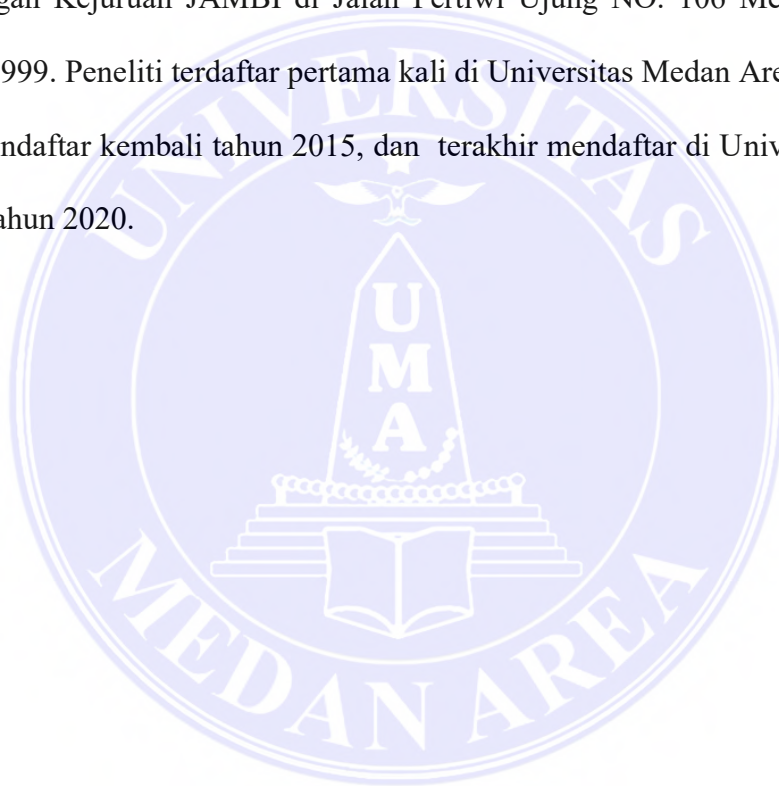 gan Kejuruan JAMBI di Jalan Pertiwi Ujung NO. 106 Me
999. Peneliti terdaftar pertama kali di Universitas Medan Are
ndaftar kembali tahun 2015, dan terakhir mendaftar di Univ
ahun 2020.
UNIVERSITAS
U
M
A
MEDAN AREA